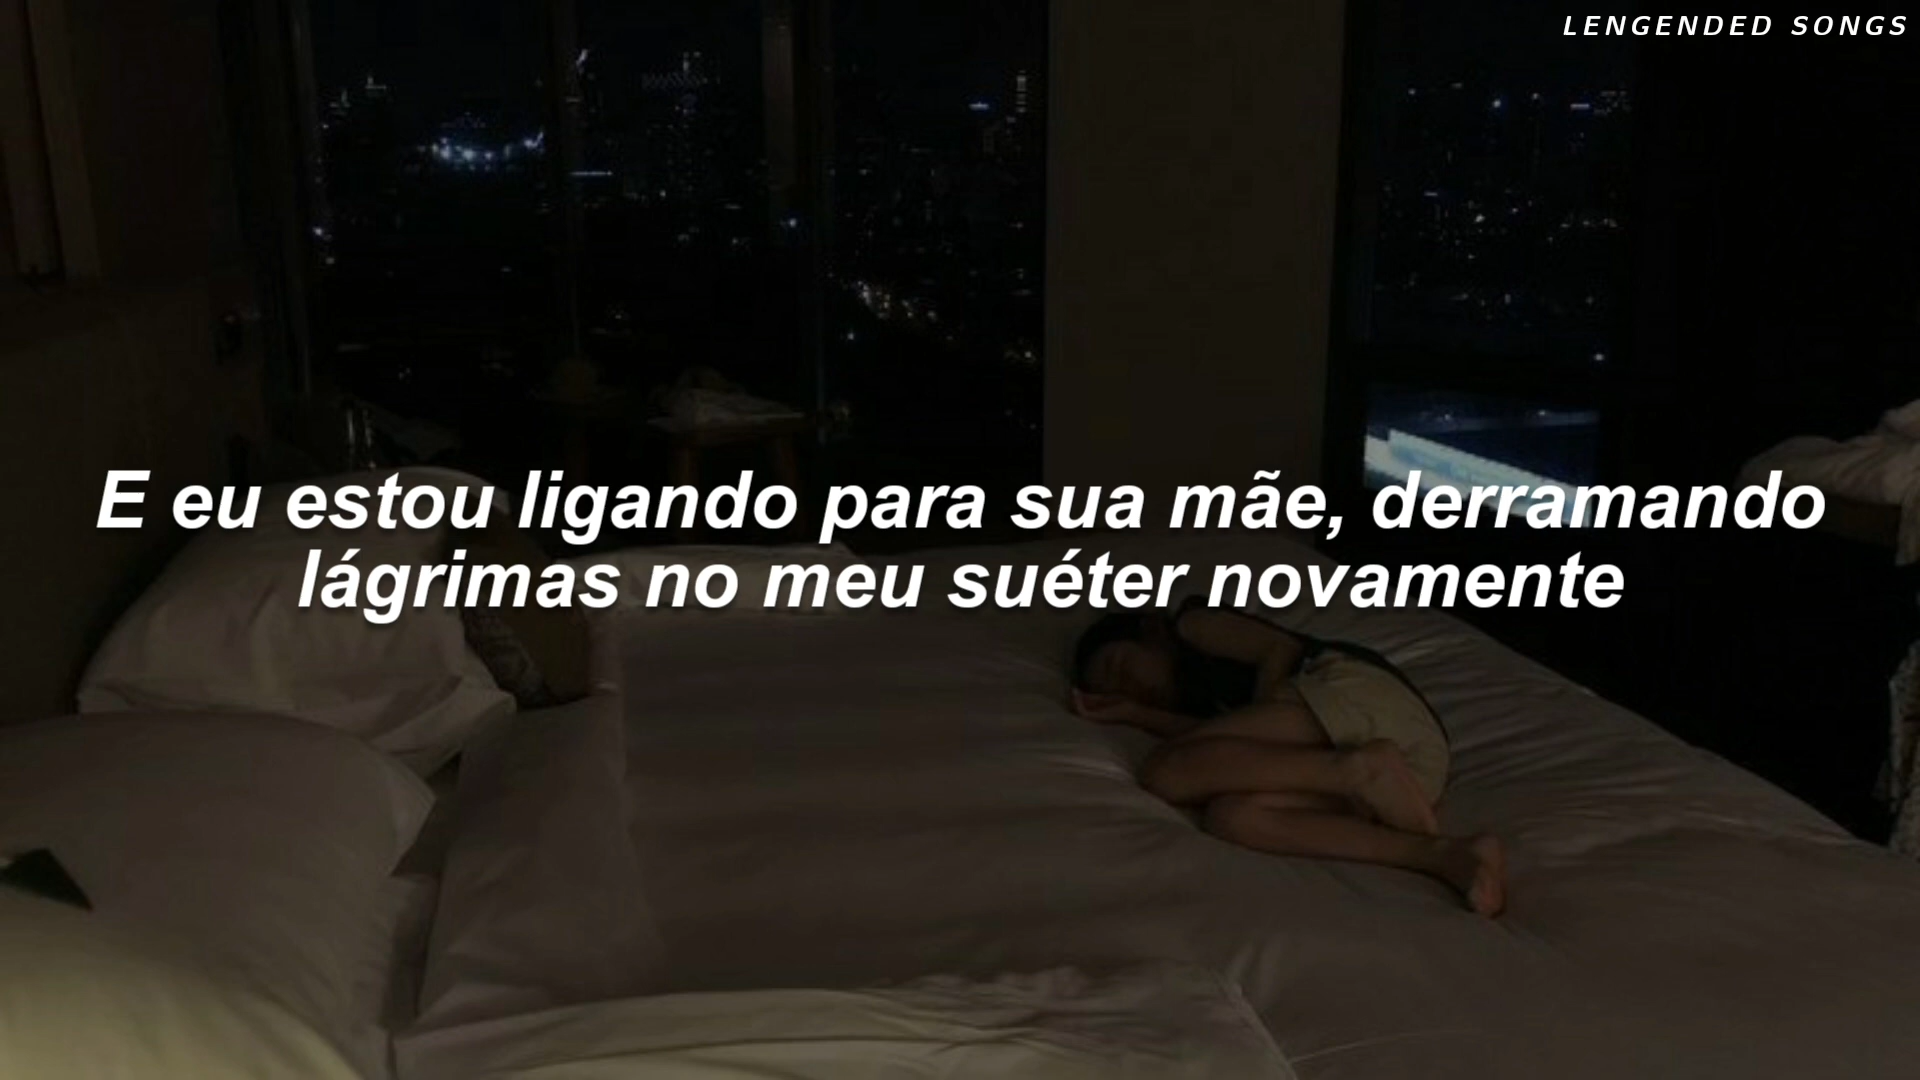 LENGENDED SONGS
E eu estou ligando para sua mãe, derramando
lágrimas no meu suéter novamente